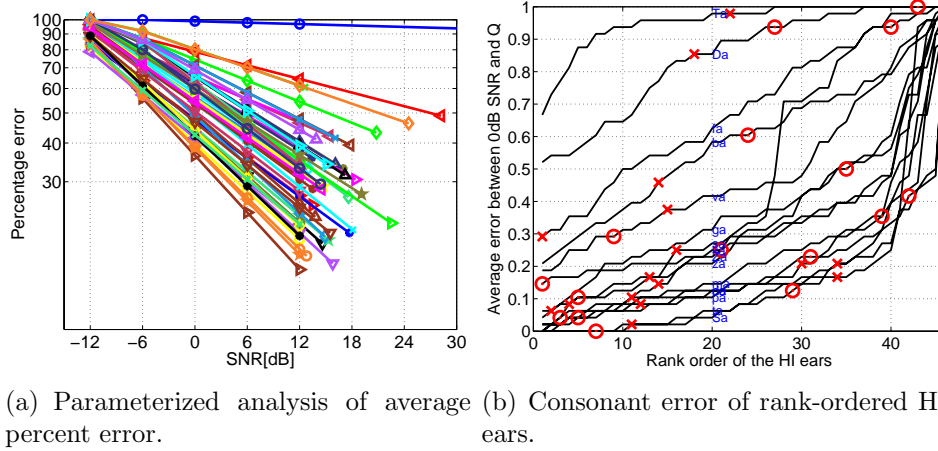 100
90
80
70
60
50
40
30
Percentage error
−12 −6 0 6 12 18 24 30
SNR[dB]
1
0.9
0.8
0.7
0.6
0.5
0.4
0.3
0.2
0.1
0
Average error between 0dB SNR and Q
Ta
Da
fa
ba
va
ga
za
pa
Sa
0 10 20 30 40
Rank order of the HI ears
(a) Parameterized analysis of average percent error.
(b) Consonant error of rank-ordered H ears.